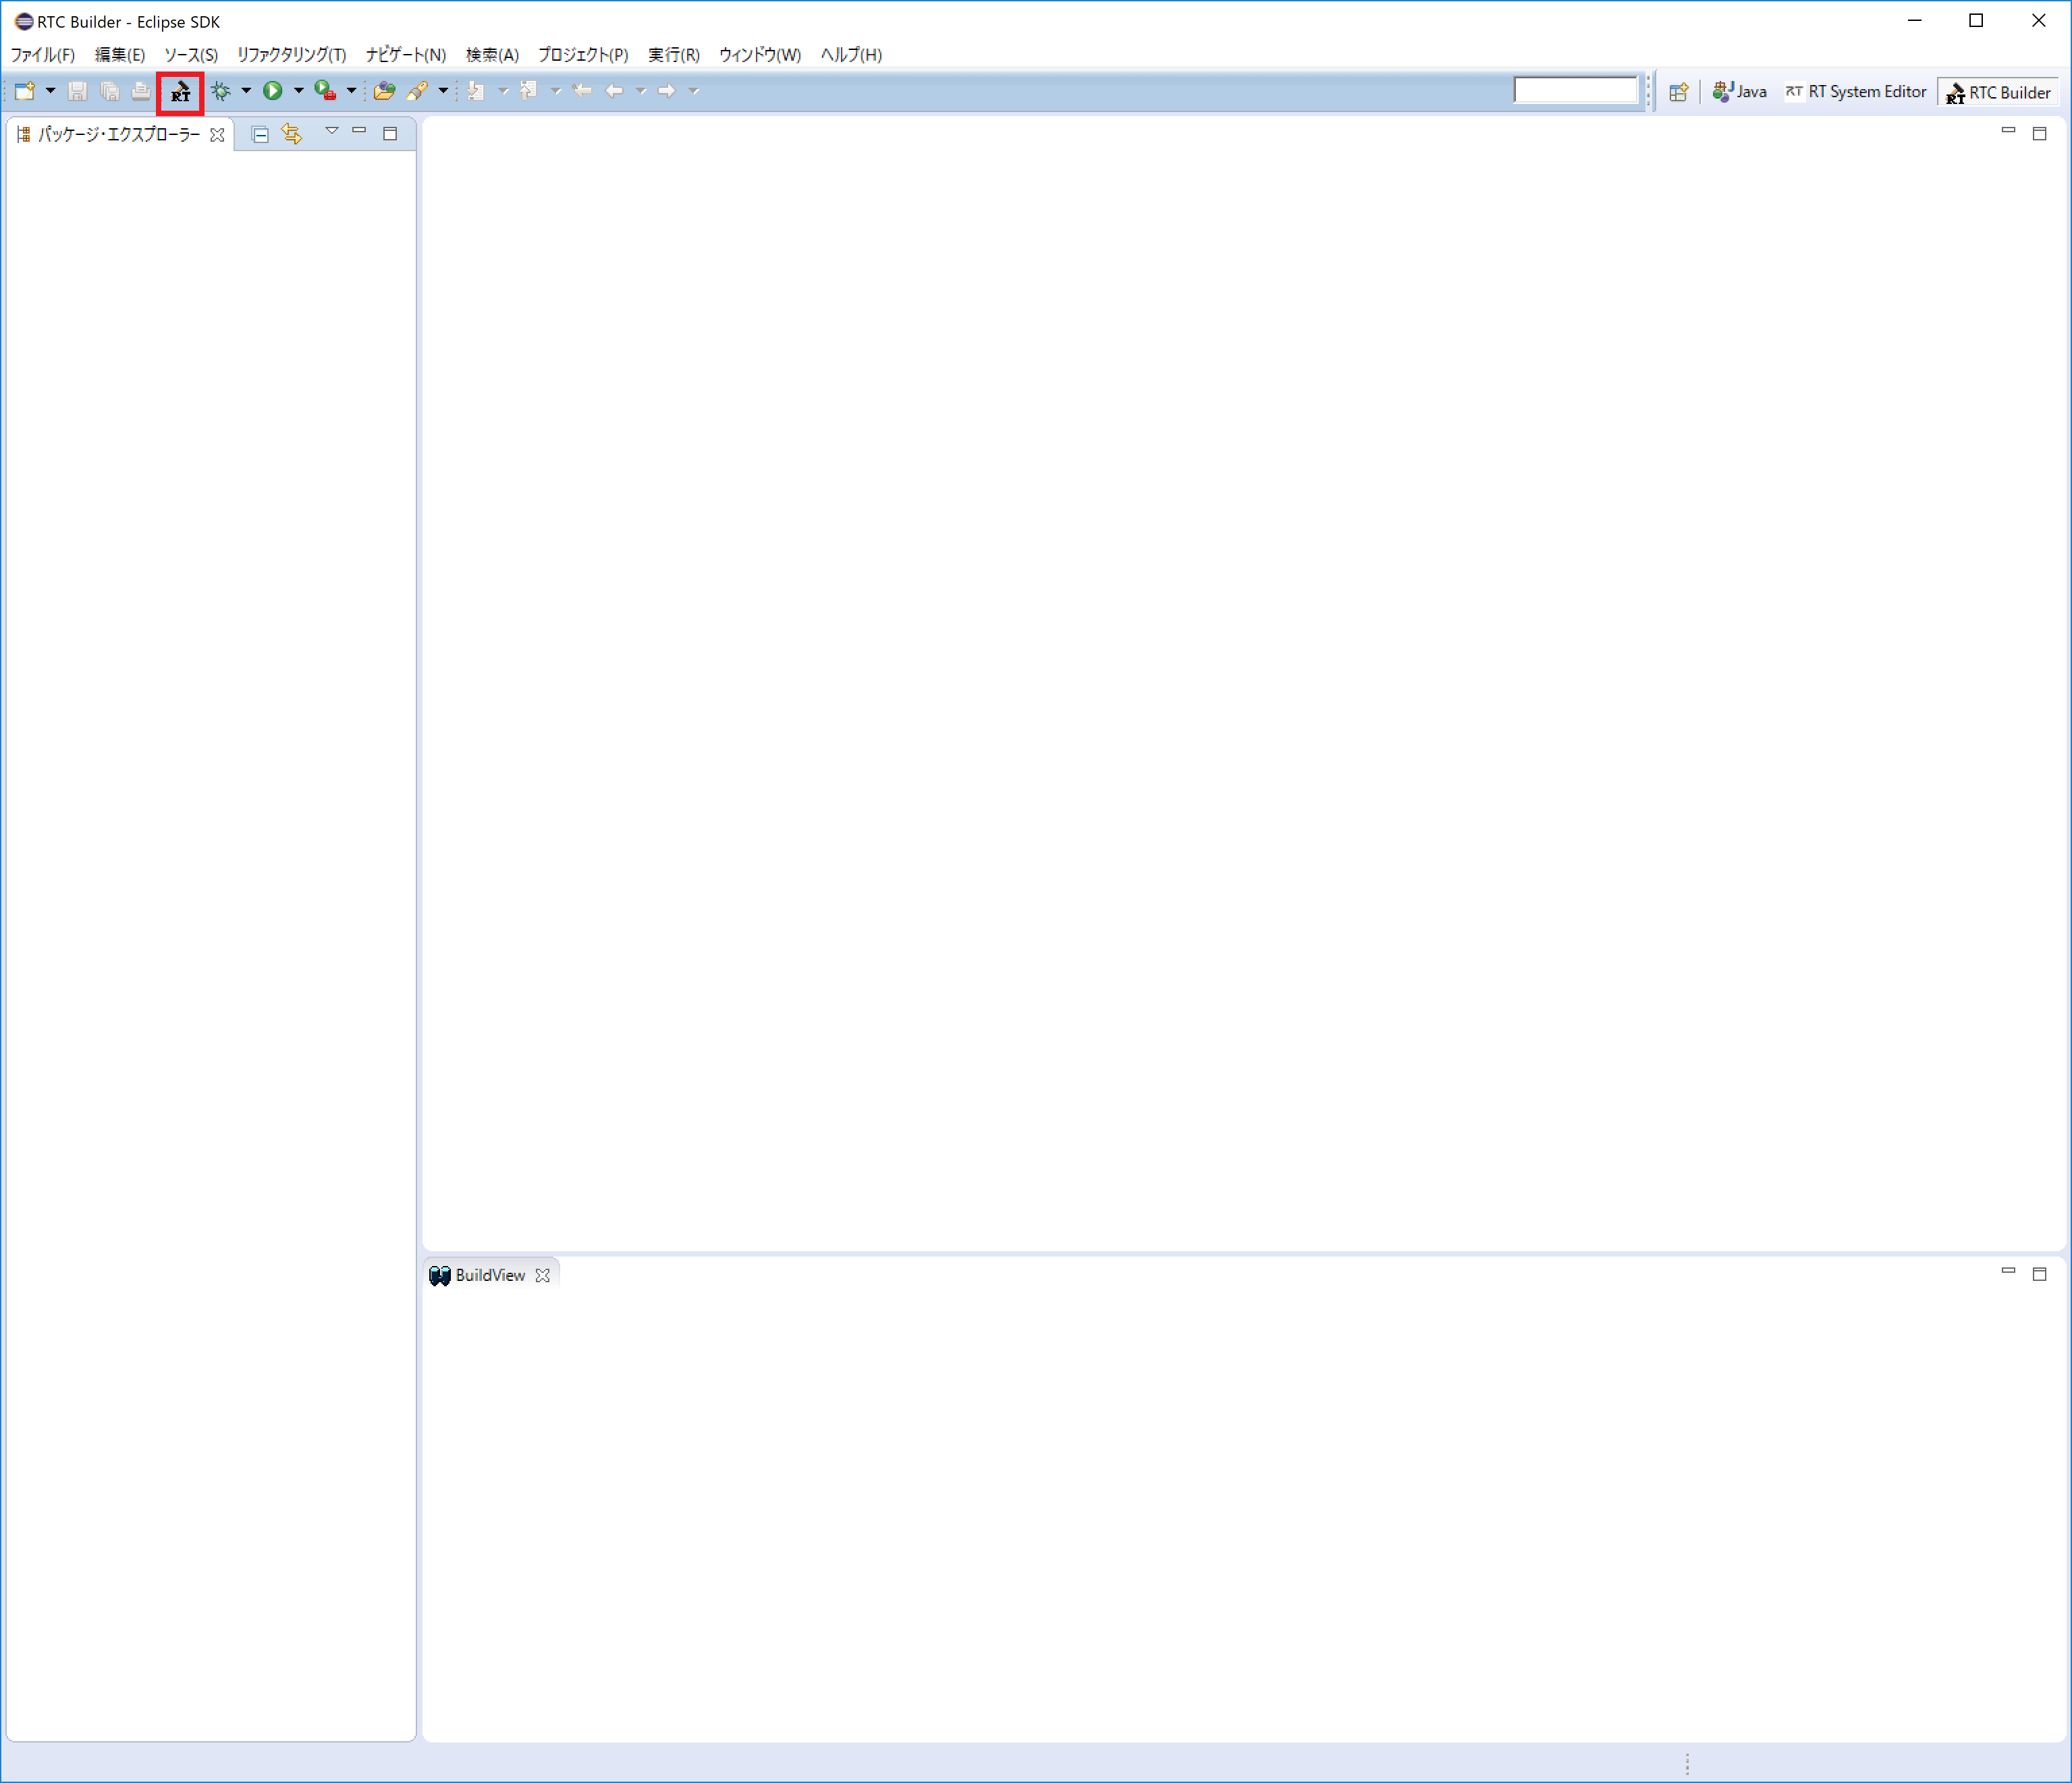 RTC Builder - Eclipse SDK
ファイル(F) 編集(E) ソース(S) リファクタリング(T) ナビゲート(N) 検索(A) プロジェクト(P) 実行(R) ウィンドウ(W) ヘルプ(H)
RT Java RT RT System Editor RT RTC Builder
パッケージ・エクスプローラー
BuildView